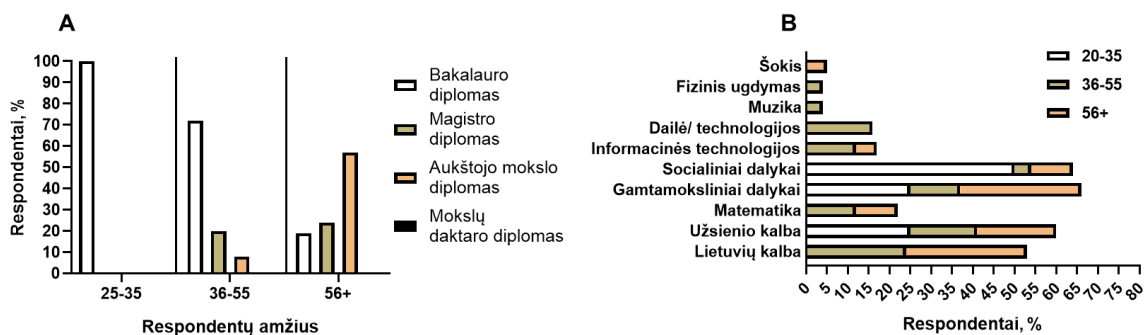 A
Respondentai, %
100
90
80
70
60
50
40
30
20
10
0
25-35
36-55
56+
Respondentų amžius
Bakalauro
diplomas
Magistro
diplomas
Aukštojo mokslo
diplomas
Mokslų
daktaro diplomas
B
Šokis
Fizinis ugdymas
Muzika
Dailė/ technologijos
Informacinės technologijos
Socialiniai dalykai
Gamtamoksliniai dalykai
Matematika
Užsienio kalba
Lietuvių kalba
0 5 10 15 20 25 30 35 40 45 50 55 60 65 70 75 80
Respondentai, %
20-35
36-55
56+